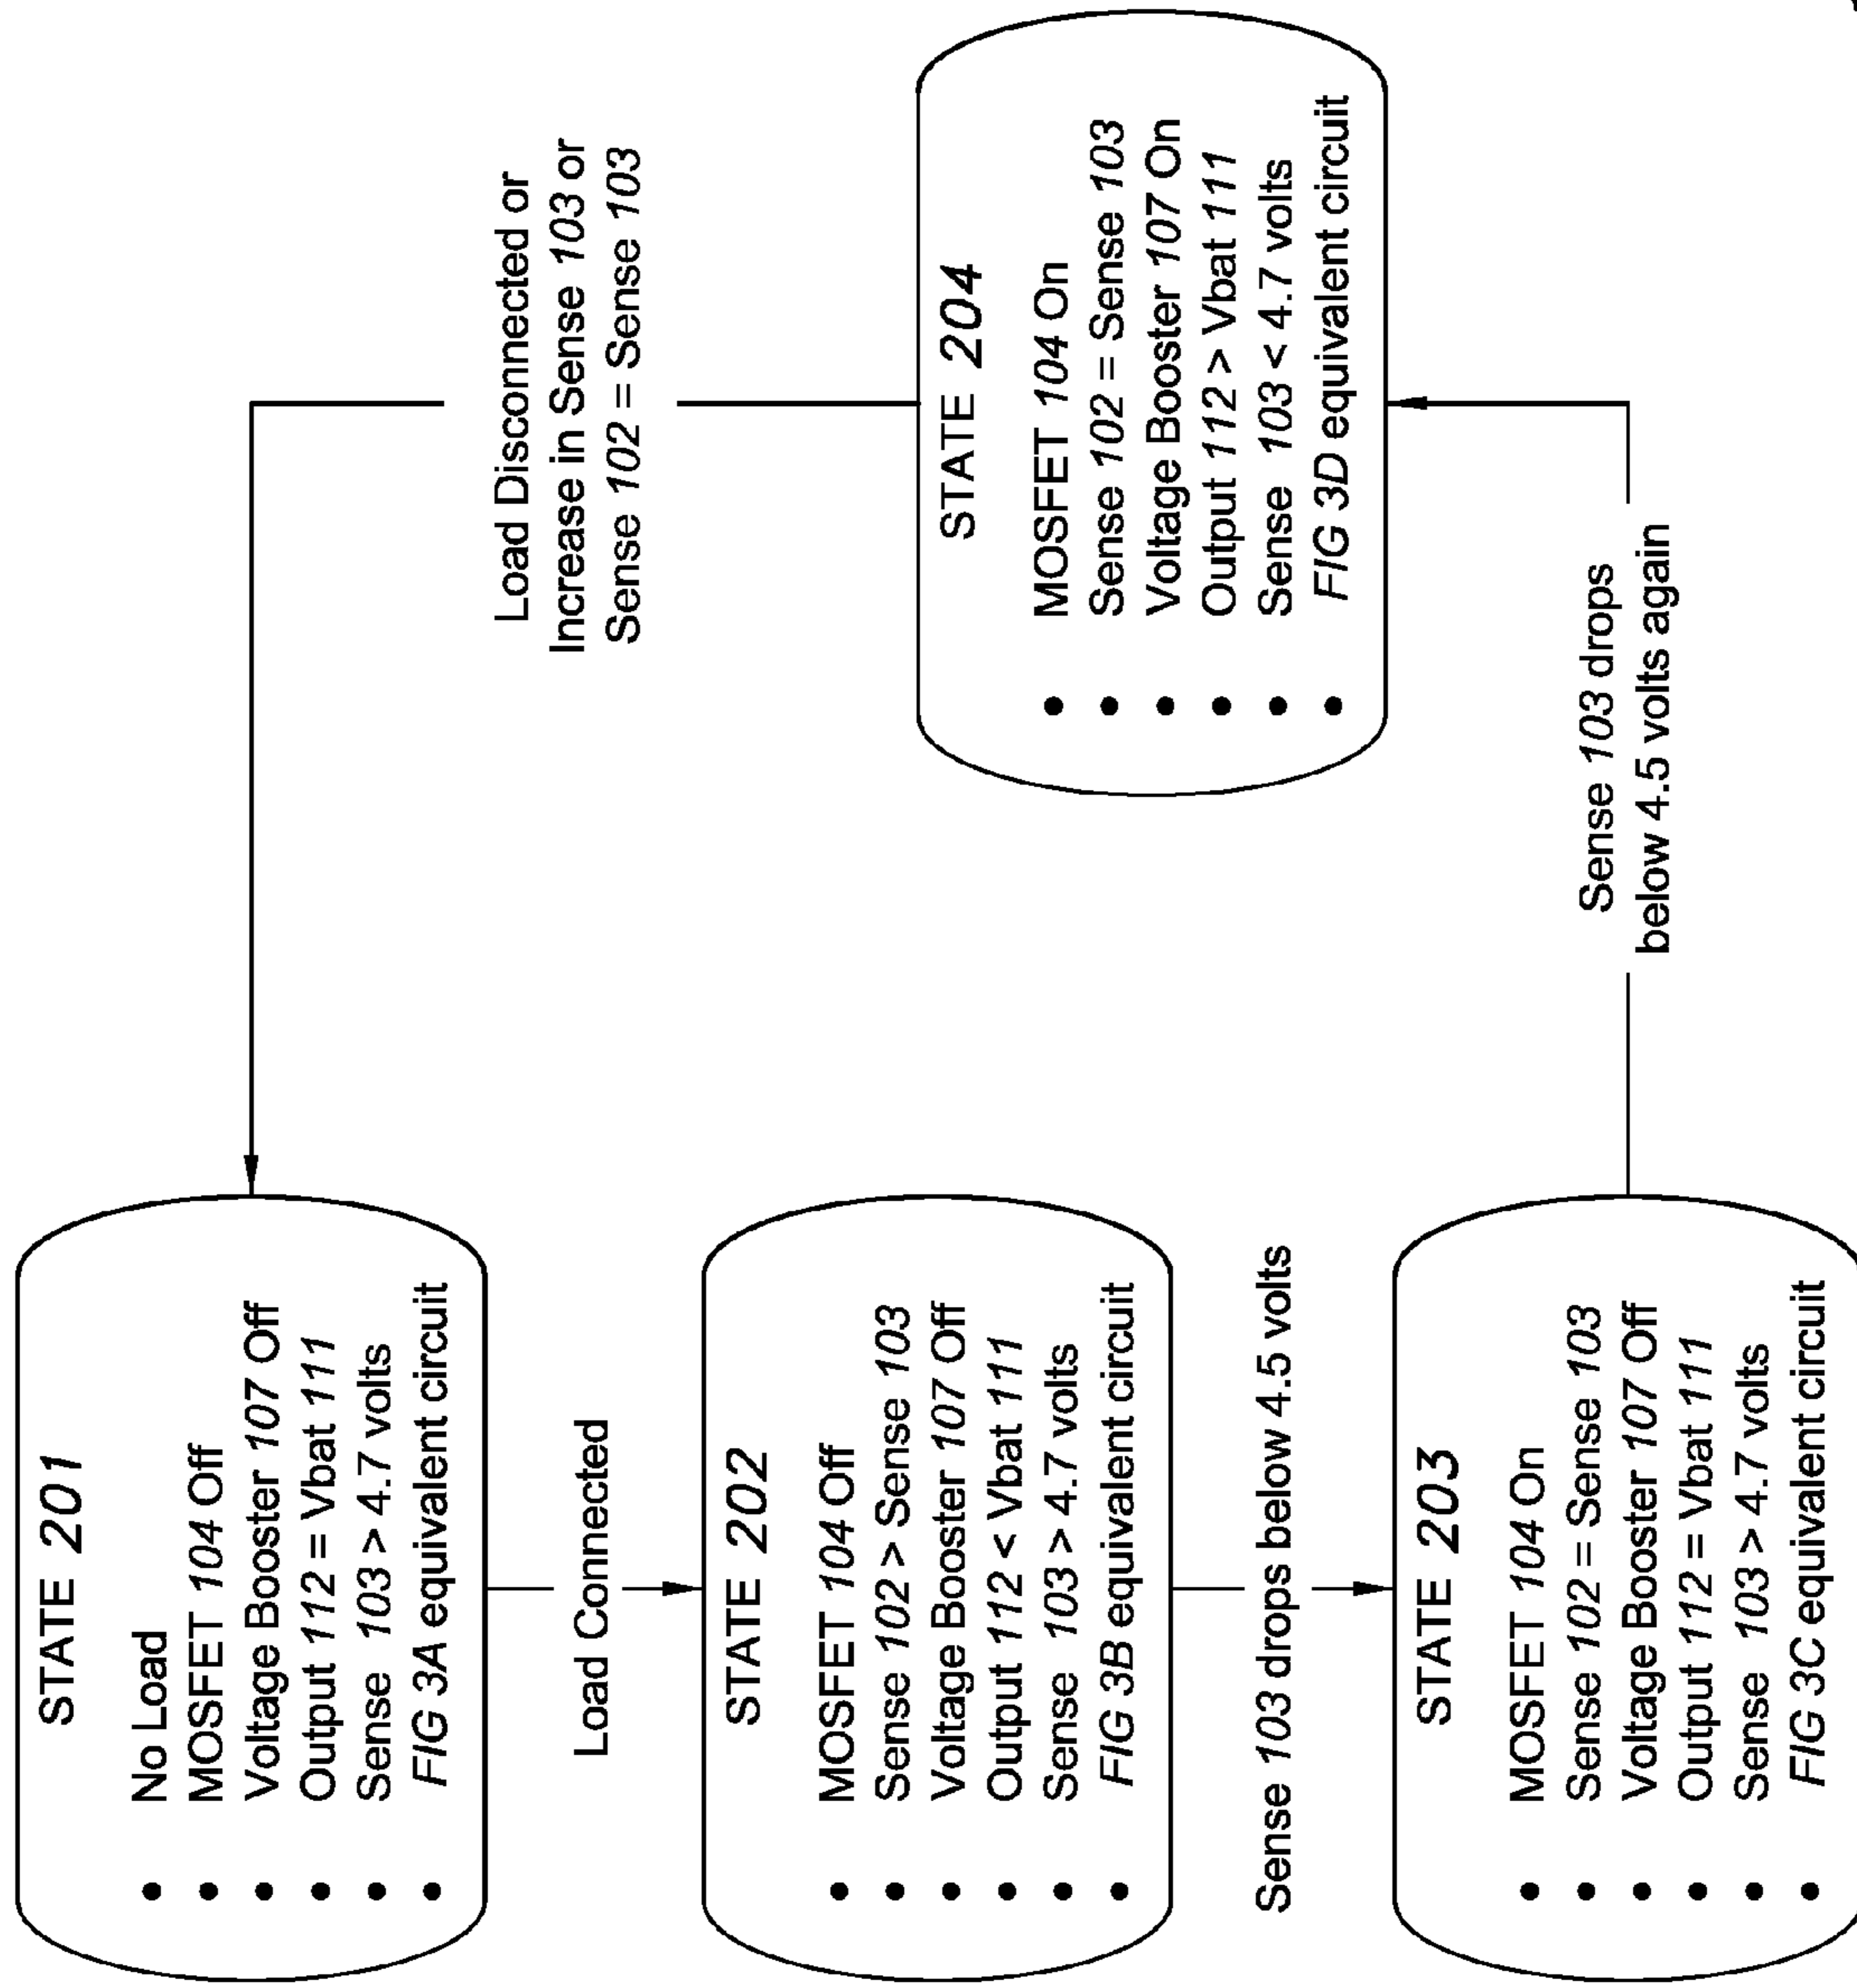 STATE 201
• No Load
• MOSFET 104 Off
• Voltage Booster 107 Off
• Output 112 = Vbat 111
• Sense 103 > 4.7 volts
• FIG 3A equivalent circuit
Load Connected
STATE 202
• MOSFET 104 Off
• Sense 102 > Sense 103
• Voltage Booster 107 Off
• Output 112 < Vbat 111
• Sense 103 > 4.7 volts
• FIG 3B equivalent circuit
Sense 103 drops below 4.5 volts
STATE 203
• MOSFET 104 On
• Sense 102 = Sense 103
• Voltage Booster 107 Off
• Output 112 = Vbat 111
• Sense 103 > 4.7 volts
• FIG 3C equivalent circuit
Sense 103 drops
below 4.5 volts again
STATE 204
• MOSFET 104 On
• Sense 102 = Sense 103
• Voltage Booster 107 On
• Output 112 > Vbat 111
• Sense 103 < 4.7 volts
• FIG 3D equivalent circuit
Load Disconnected or
Increase in Sense 103 or
Sense 102 = Sense 103